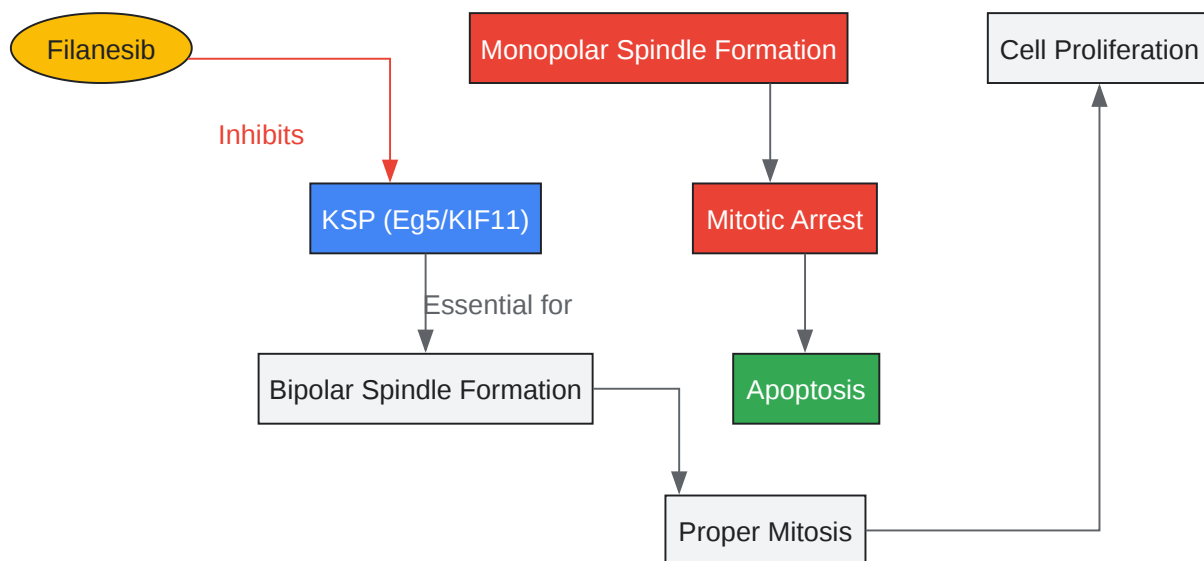 Filanesib
Monopolar Spindle Formation
Cell Proliferation
Inhibits
KSP (Eg5/KIF11)
Mitotic Arrest
Essential for
Bipolar Spindle Formation
Apoptosis
Proper Mitosis